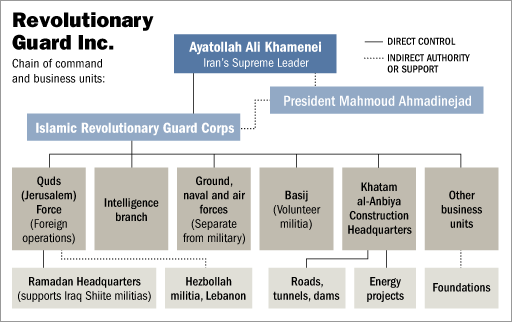 Revolutionary
Guard Inc.
Chain of command
and business units:
Ayatollah Ali Khamenei
Iran's Supreme Leader
DIRECT CONTROL
INDIRECT AUTHORITY
OR SUPPORT
President Mahmoud Ahmadinejad
Islamic Revolutionary Guard Corps
Quds
(Jerusalem)
Force
(Foreign
operations)
Intelligence
branch
Ground,
naval and air
forces
(Separate
from military)
Basij
(Volunteer
militia)
Khatam
al-Anbiya
Construction
Headquarters
Other
business
units
Ramadan Headquarters
(supports Iraq Shiite militias)
Hezbollah
militia, Lebanon
Roads,
tunnels, dams
Energy
projects
Foundations